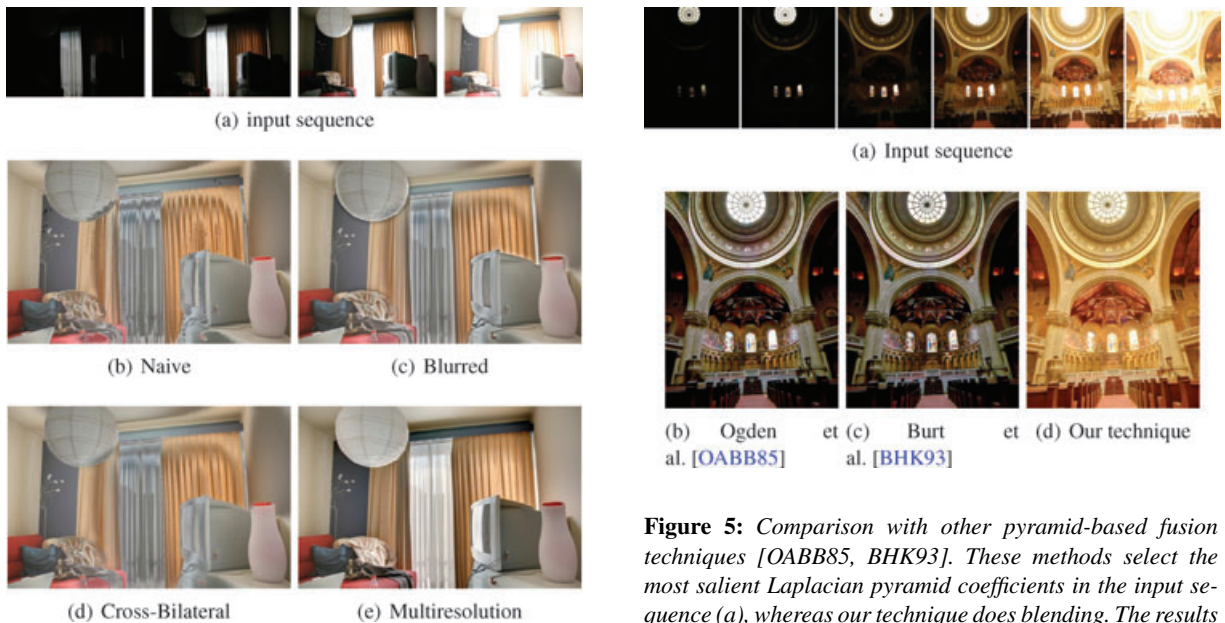 (a) input sequence
(b) Naive
(c) Blurred
(d) Cross-Bilateral
(e) Multiresolution
(a) Input sequence
(b) Ogden et
al. [OABB85]
(c) Burt et
al. [BHK93]
(d) Our technique
Figure 5: Comparison with other pyramid-based fusion
techniques [OABB85, BHK93]. These methods select the
most salient Laplacian pyramid coefficients in the input se-
quence (a), whereas our technique does blending. The results